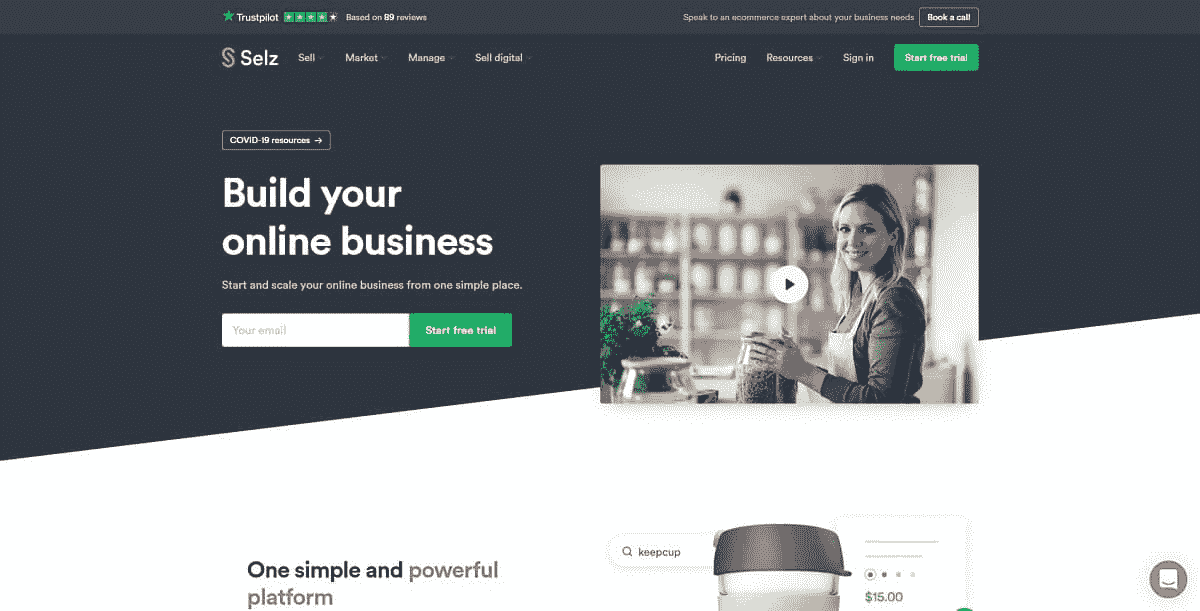 Trustpilot Based on 89 reviews
Speak to an ecommerce expert about your business needs Book a call
Selz Sell Market Manage Sell digital Pricing Resources Sign in Start free trial
COVID-19 resources →
Build your
online business
Start and scale your online business from one simple place.
Your email Start free trial
One simple and powerful
platform
keepcup
$15.00